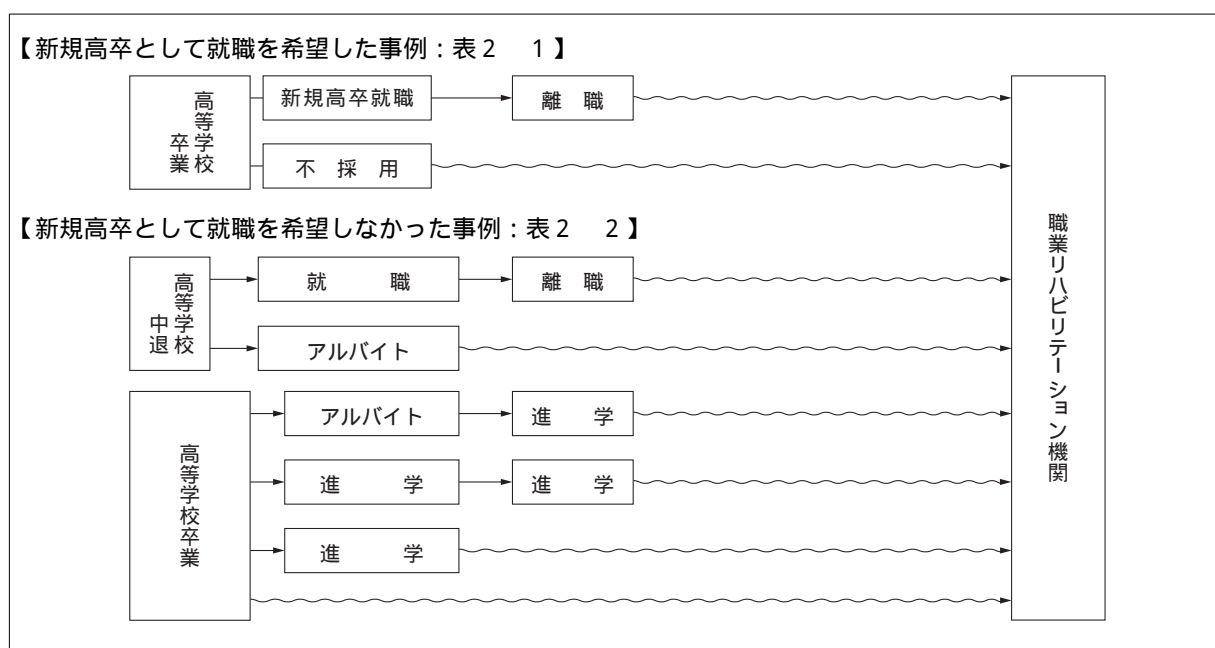 【新規高卒として就職を希望した事例：表２　１】
高等学校
卒業
新規高卒就職
離　職
不　採　用
【新規高卒として就職を希望しなかった事例：表２　２】
高等学校
中退
就　職
離　職
アルバイト
高等学校卒業
アルバイト
進　学
進　学
進　学
進　学
職業リハビリテーション機関